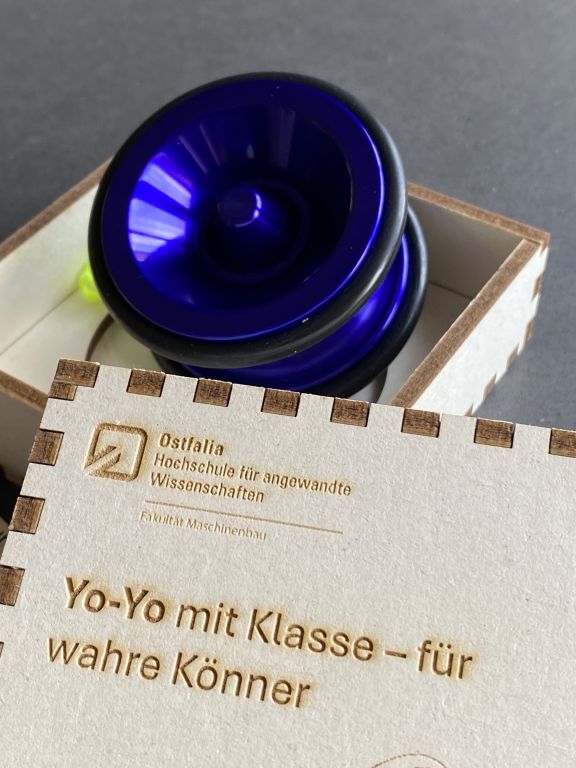 Ostfalia
Hochschule für angewandte
Wissenschaften
Fakultät Maschinenbau
Yo-Yo mit Klasse – für
wahre Könner